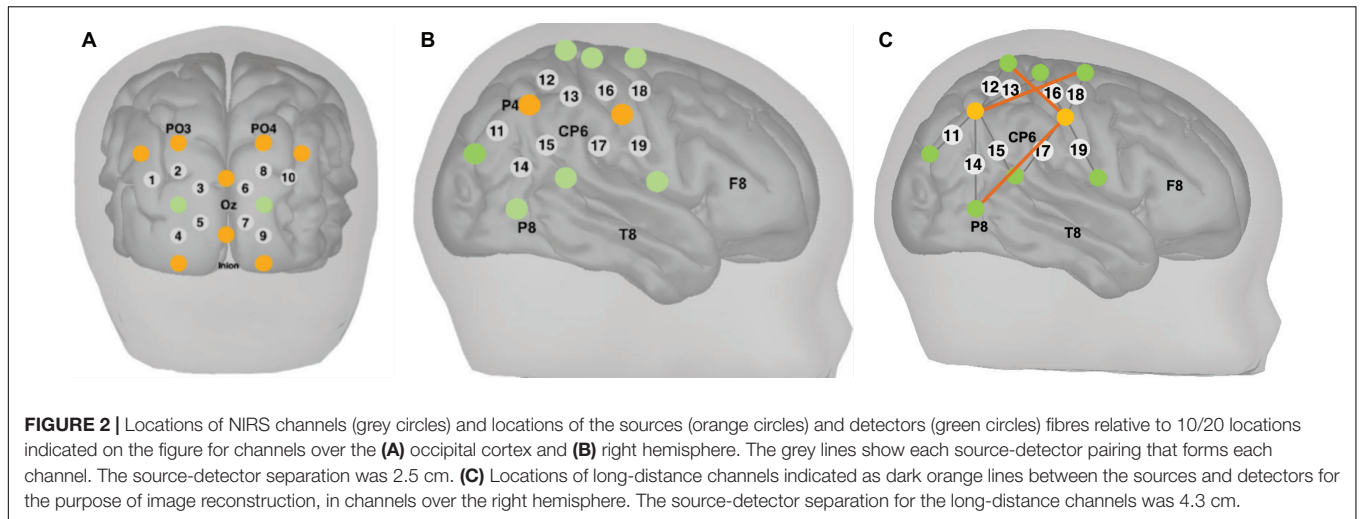 A
PO3 PO4
1 2 3 6 8 10
Oz
5 7
4 9
Inion
B
12 13 16 18
P4
11 CP6
14 15 17 19
F8
P8 T8
C
12 13 16 18
11 CP6
14 15 17 19
F8
P8 T8
FIGURE 2 | Locations of NIRS channels (grey circles) and locations of the sources (orange circles) and detectors (green circles) fibres relative to 10/20 locations
indicated on the figure for channels over the (A) occipital cortex and (B) right hemisphere. The grey lines show each source-detector pairing that forms each
channel. The source-detector separation was 2.5 cm. (C) Locations of long-distance channels indicated as dark orange lines between the sources and detectors for
the purpose of image reconstruction, in channels over the right hemisphere. The source-detector separation for the long-distance channels was 4.3 cm.